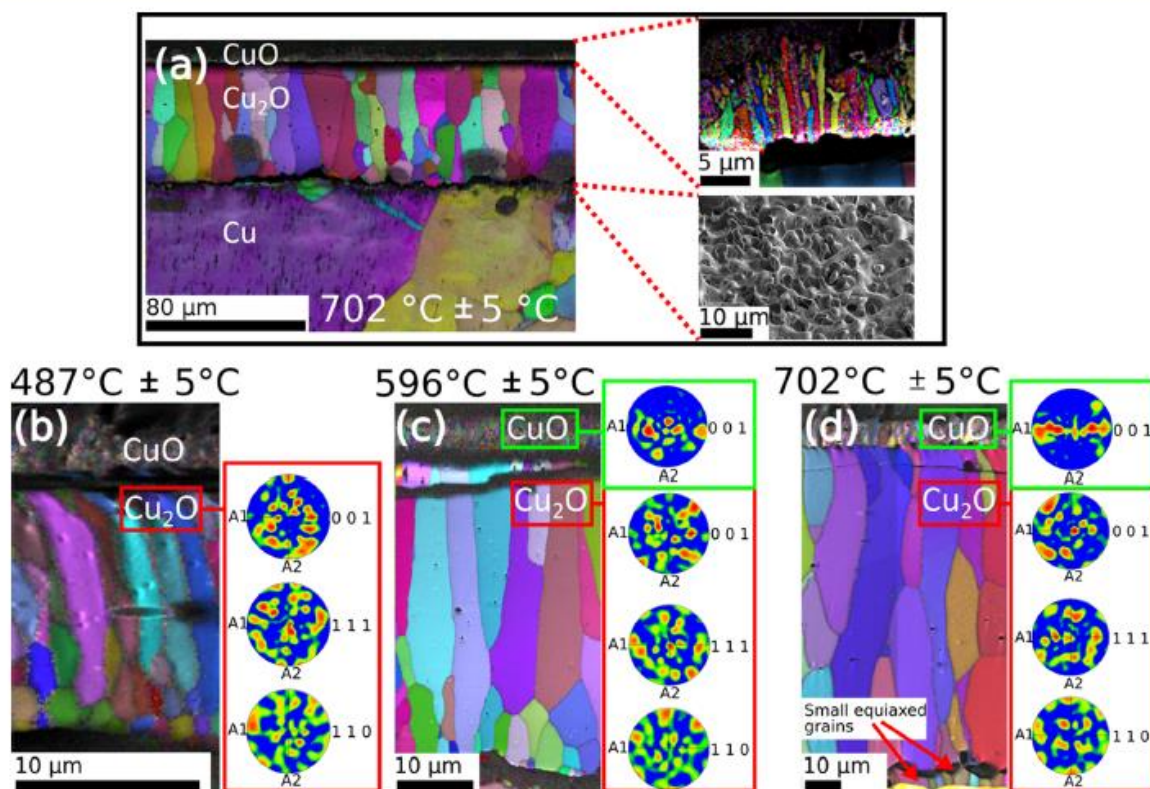 (a)
CuO
Cu₂O
Cu
80 µm
702 °C ± 5 °C
5 µm
10 µm
487°C ± 5°C
(b)
CuO
Cu₂O
10 µm
A1
0 0 1
A2
A1
1 1 1
A2
A1
1 1 0
A2
596°C ± 5°C
(c)
CuO
Cu₂O
10 µm
A1
0 0 1
A2
A1
0 0 1
A2
A1
1 1 1
A2
A1
1 1 0
A2
702°C ± 5°C
(d)
CuO
Cu₂O
Small equiaxed
grains
10 µm
A1
0 0 1
A2
A1
0 0 1
A2
A1
1 1 1
A2
A1
1 1 0
A2